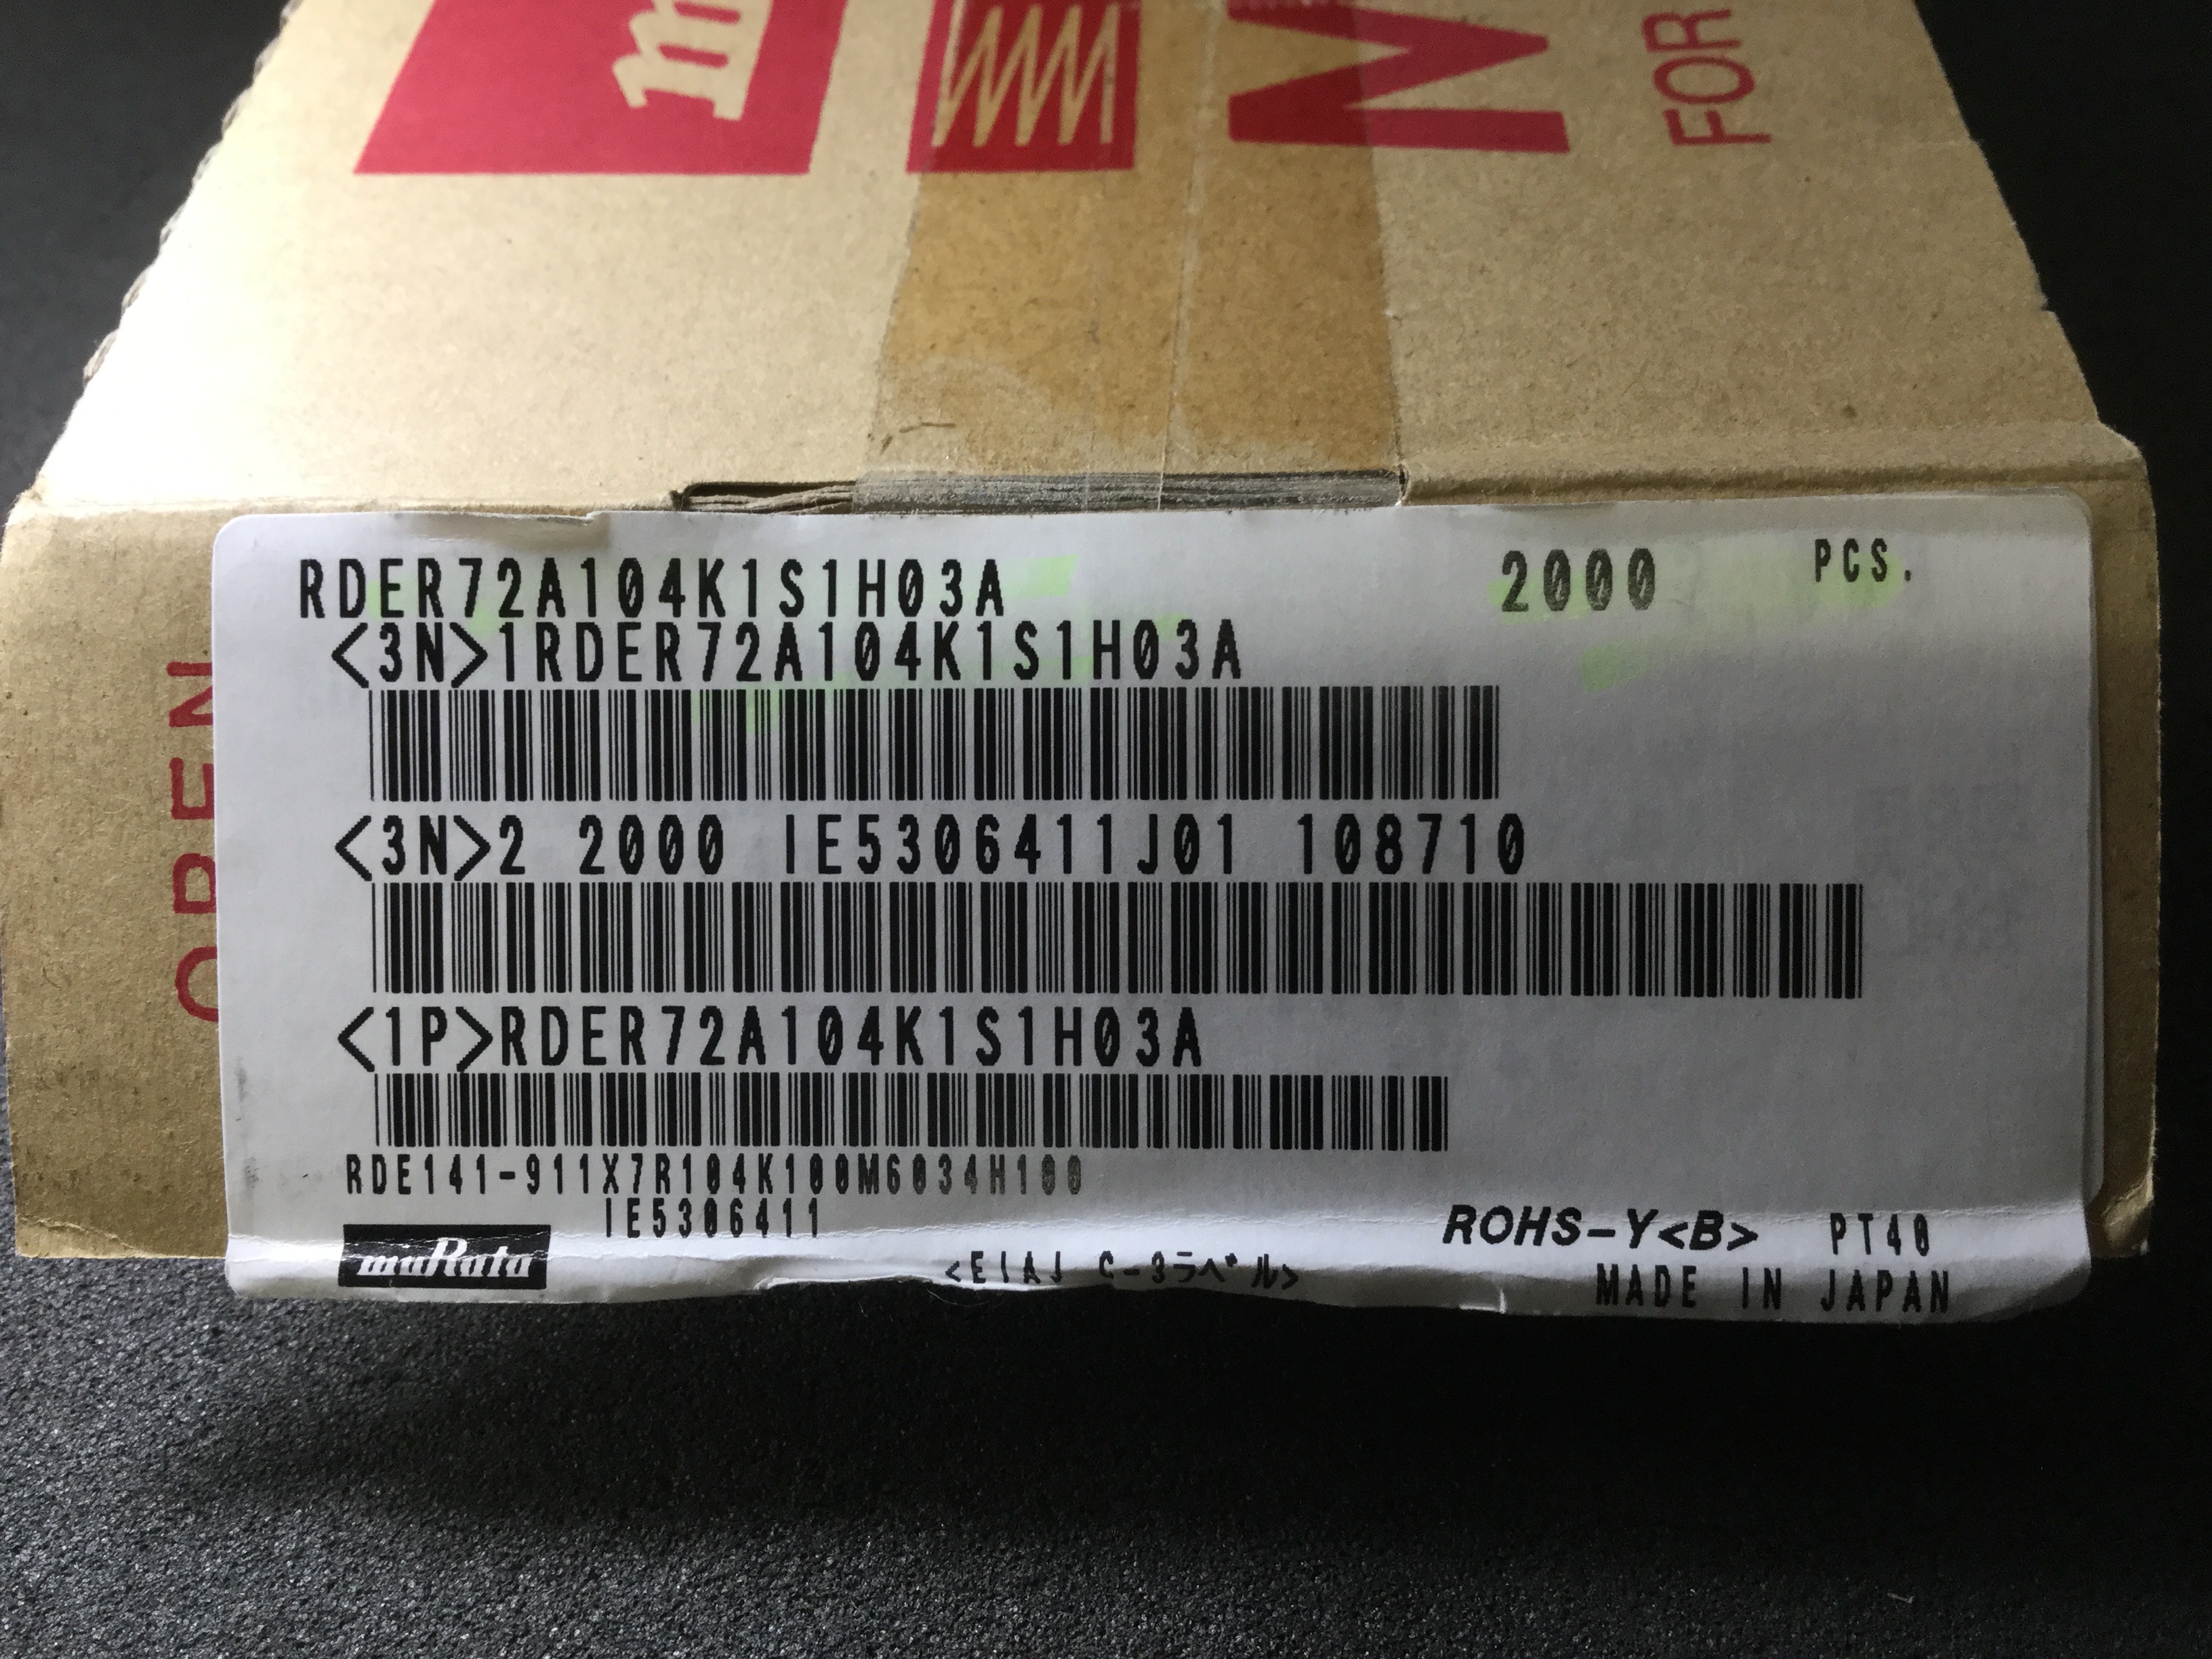 m
M
FOR
OPEN
RDER72A104K1S1H03A 2000 PCS.
<3N>1RDER72A104K1S1H03A
<3N>2 2000 IE5306411J01 108710
<1P>RDER72A104K1S1H03A
RDE141-911X7R104K100M6034H100
IE5306411
muRata
<EIAJ C-3ラベル>
ROHS-Y<B> PT40
MADE IN JAPAN